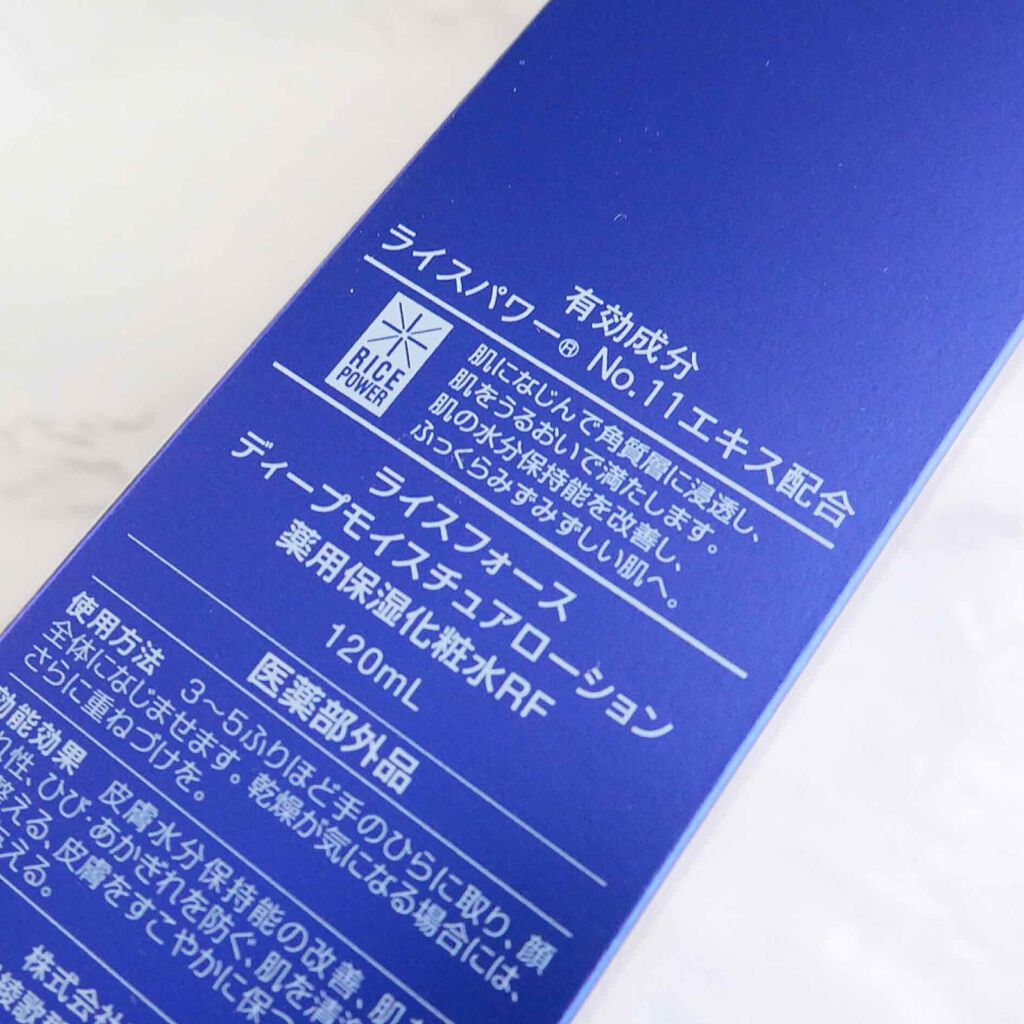 有効成分
ライスパワー® No.11エキス配合
RICE
POWER
肌になじんで角質層に浸透し、
肌をうるおいで満たします。
肌の水分保持能を改善し、
ふっくらみずみずしい肌へ。
ライスフォース
ディープモイスチュアローション
薬用保湿化粧水RF
120mL
医薬部外品
使用方法 3〜5ふりほど手のひらに取り、顔
全体になじませます。乾燥が気になる場合には、
さらに重ねづけを。
効能効果 皮膚水分保持能の改善、肌
れ性、ひび・あかぎれを防ぐ、肌を清
整える、皮膚をすこやかに保
与える。
株式会社